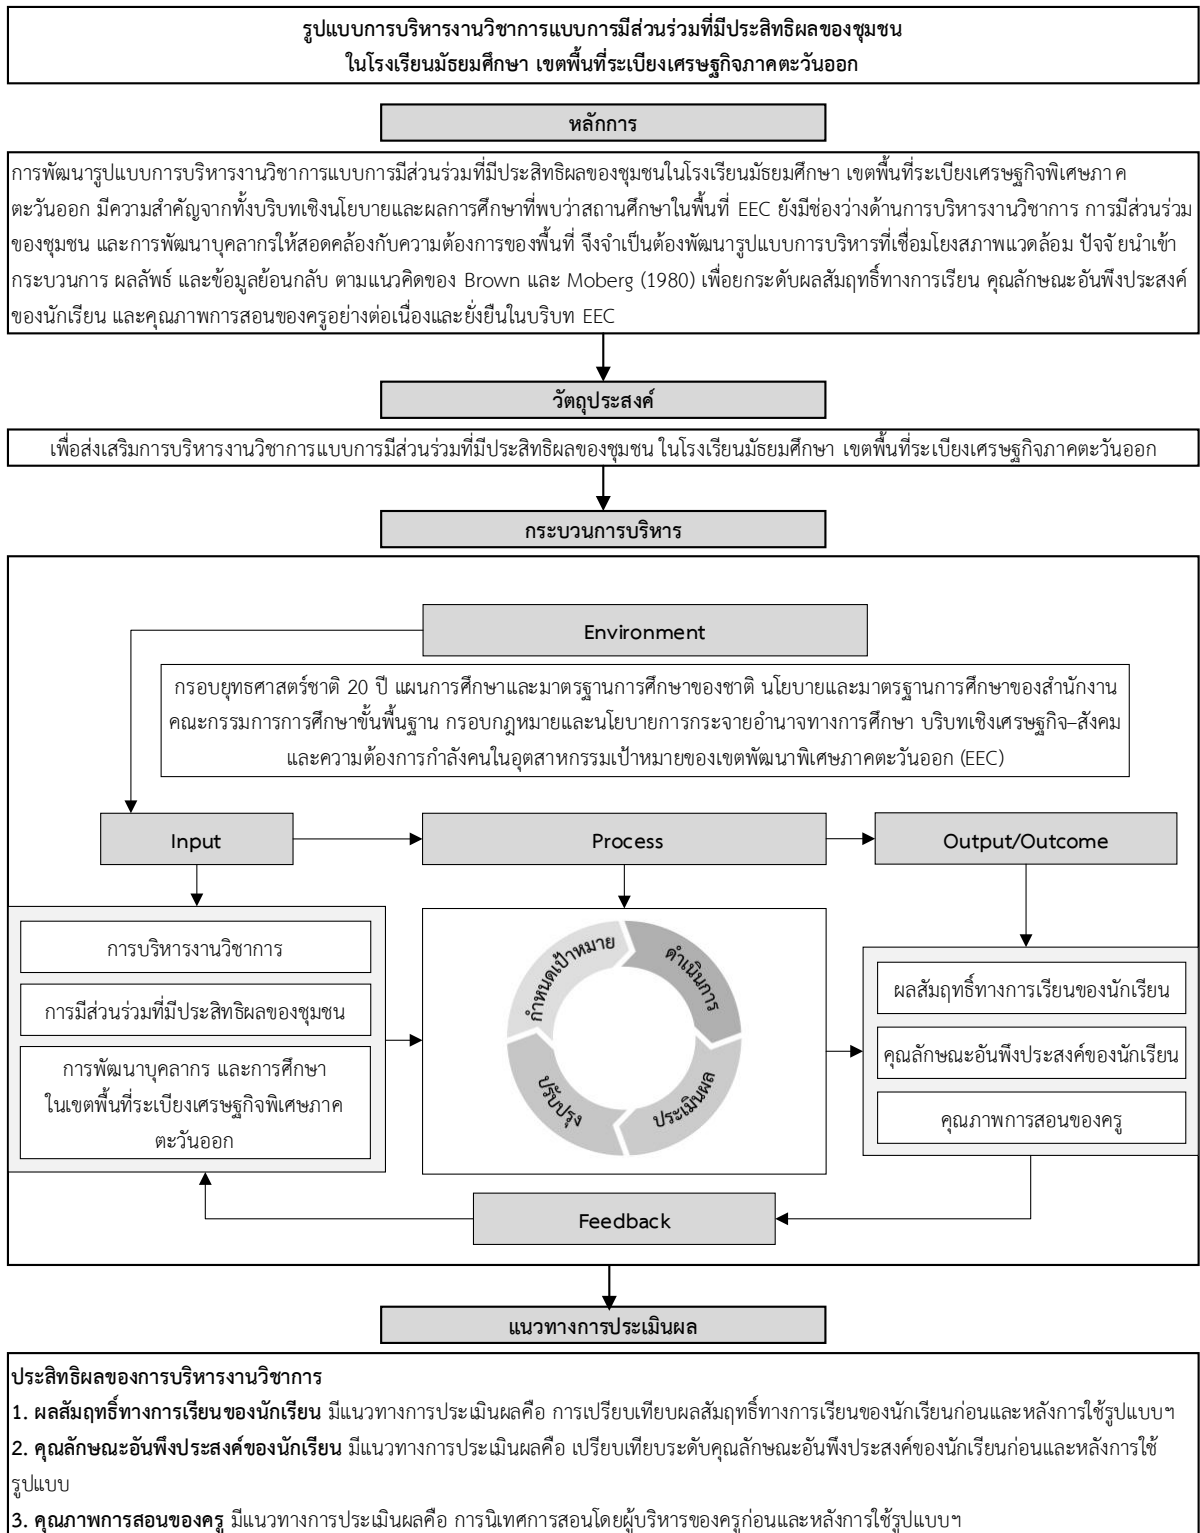 รูปแบบการบริหารงานวิชาการแบบการมีส่วนร่วมที่มีประสิทธิผลของชุมชน
ในโรงเรียนมัธยมศึกษา เขตพื้นที่ระเบียงเศรษฐกิจภาคตะวันออก
หลักการ
การพัฒนารูปแบบการบริหารงานวิชาการแบบการมีส่วนร่วมที่มีประสิทธิผลของชุมชนในโรงเรียนมัธยมศึกษา เขตพื้นที่ระเบียงเศรษฐกิจพิเศษภาค
ตะวันออก มีความสำคัญจากทั้งบริบทเชิงนโยบายและผลการศึกษาที่พบว่าสถานศึกษาในพื้นที่ EEC ยังมีช่องว่างด้านการบริหารงานวิชาการ การมีส่วนร่วม
ของชุมชน และการพัฒนาบุคลากรให้สอดคล้องกับความต้องการของพื้นที่ จึงจำเป็นต้องพัฒนารูปแบบการบริหารที่เชื่อมโยงสภาพแวดล้อม ปัจจัยนำเข้า
กระบวนการ ผลลัพธ์ และข้อมูลย้อนกลับ ตามแนวคิดของ Brown และ Moberg (1980) เพื่อยกระดับผลสัมฤทธิ์ทางการเรียน คุณลักษณะอันพึงประสงค์
ของนักเรียน และคุณภาพการสอนของครูอย่างต่อเนื่องและยั่งยืนในบริบท EEC
วัตถุประสงค์
เพื่อส่งเสริมการบริหารงานวิชาการแบบการมีส่วนร่วมที่มีประสิทธิผลของชุมชน ในโรงเรียนมัธยมศึกษา เขตพื้นที่ระเบียงเศรษฐกิจภาคตะวันออก
กระบวนการบริหาร
Environment
กรอบยุทธศาสตร์ชาติ 20 ปี แผนการศึกษาและมาตรฐานการศึกษาของชาติ นโยบายและมาตรฐานการศึกษาของสำนักงาน
คณะกรรมการการศึกษาขั้นพื้นฐาน กรอบกฎหมายและนโยบายการกระจายอำนาจทางการศึกษา บริบทเชิงเศรษฐกิจ–สังคม
และความต้องการกำลังคนในอุตสาหกรรมเป้าหมายของเขตพัฒนาพิเศษภาคตะวันออก (EEC)
Input
Process
Output/Outcome
การบริหารงานวิชาการ
การมีส่วนร่วมที่มีประสิทธิผลของชุมชน
การพัฒนาบุคลากร และการศึกษา
ในเขตพื้นที่ระเบียงเศรษฐกิจพิเศษภาค
ตะวันออก
กำหนดเป้าหมาย
ดำเนินการ
ประเมินผล
ปรับปรุง
ผลสัมฤทธิ์ทางการเรียนของนักเรียน
คุณลักษณะอันพึงประสงค์ของนักเรียน
คุณภาพการสอนของครู
Feedback
แนวทางการประเมินผล
ประสิทธิผลของการบริหารงานวิชาการ
1. ผลสัมฤทธิ์ทางการเรียนของนักเรียน มีแนวทางการประเมินผลคือ การเปรียบเทียบผลสัมฤทธิ์ทางการเรียนของนักเรียนก่อนและหลังการใช้รูปแบบฯ
2. คุณลักษณะอันพึงประสงค์ของนักเรียน มีแนวทางการประเมินผลคือ เปรียบเทียบระดับคุณลักษณะอันพึงประสงค์ของนักเรียนก่อนและหลังการใช้
รูปแบบ
3. คุณภาพการสอนของครู มีแนวทางการประเมินผลคือ การนิเทศการสอนโดยผู้บริหารของครูก่อนและหลังการใช้รูปแบบฯ